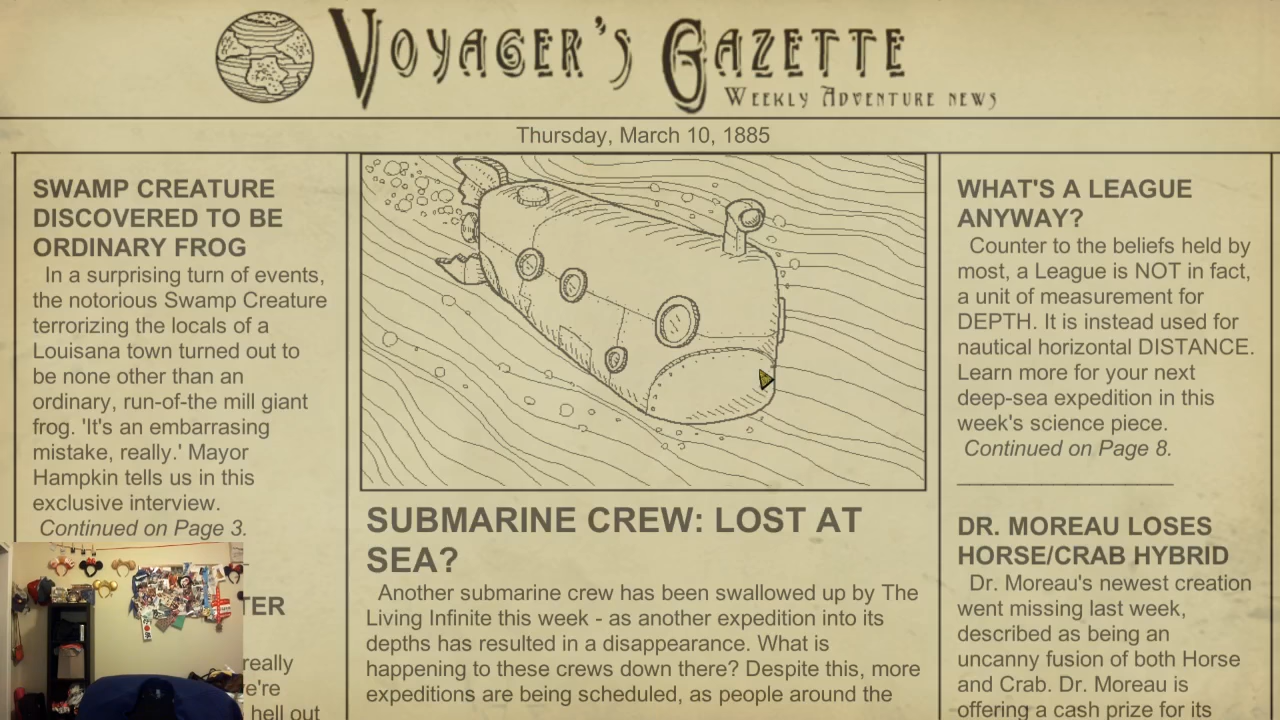 VOYAGER'S GAZETTE
WEEKLY ADVENTURE NEWS
Thursday, March 10, 1885
SWAMP CREATURE
DISCOVERED TO BE
ORDINARY FROG
In a surprising turn of events,
the notorious Swamp Creature
terrorizing the locals of a
Louisana town turned out to
be none other than an
ordinary, run-of-the mill giant
frog. 'It's an embarrasing
mistake, really.' Mayor
Hampkin tells us in this
exclusive interview.
Continued on Page 3.
TER
really
e're
hell out
SUBMARINE CREW: LOST AT
SEA?
Another submarine crew has been swallowed up by The
Living Infinite this week - as another expedition into its
depths has resulted in a disappearance. What is
happening to these crews down there? Despite this, more
expeditions are being scheduled, as people around the
WHAT'S A LEAGUE
ANYWAY?
Counter to the beliefs held by
most, a League is NOT in fact,
a unit of measurement for
DEPTH. It is instead used for
nautical horizontal DISTANCE.
Learn more for your next
deep-sea expedition in this
week's science piece.
Continued on Page 8.
DR. MOREAU LOSES
HORSE/CRAB HYBRID
Dr. Moreau's newest creation
went missing last week,
described as being an
uncanny fusion of both Horse
and Crab. Dr. Moreau is
offering a cash prize for its